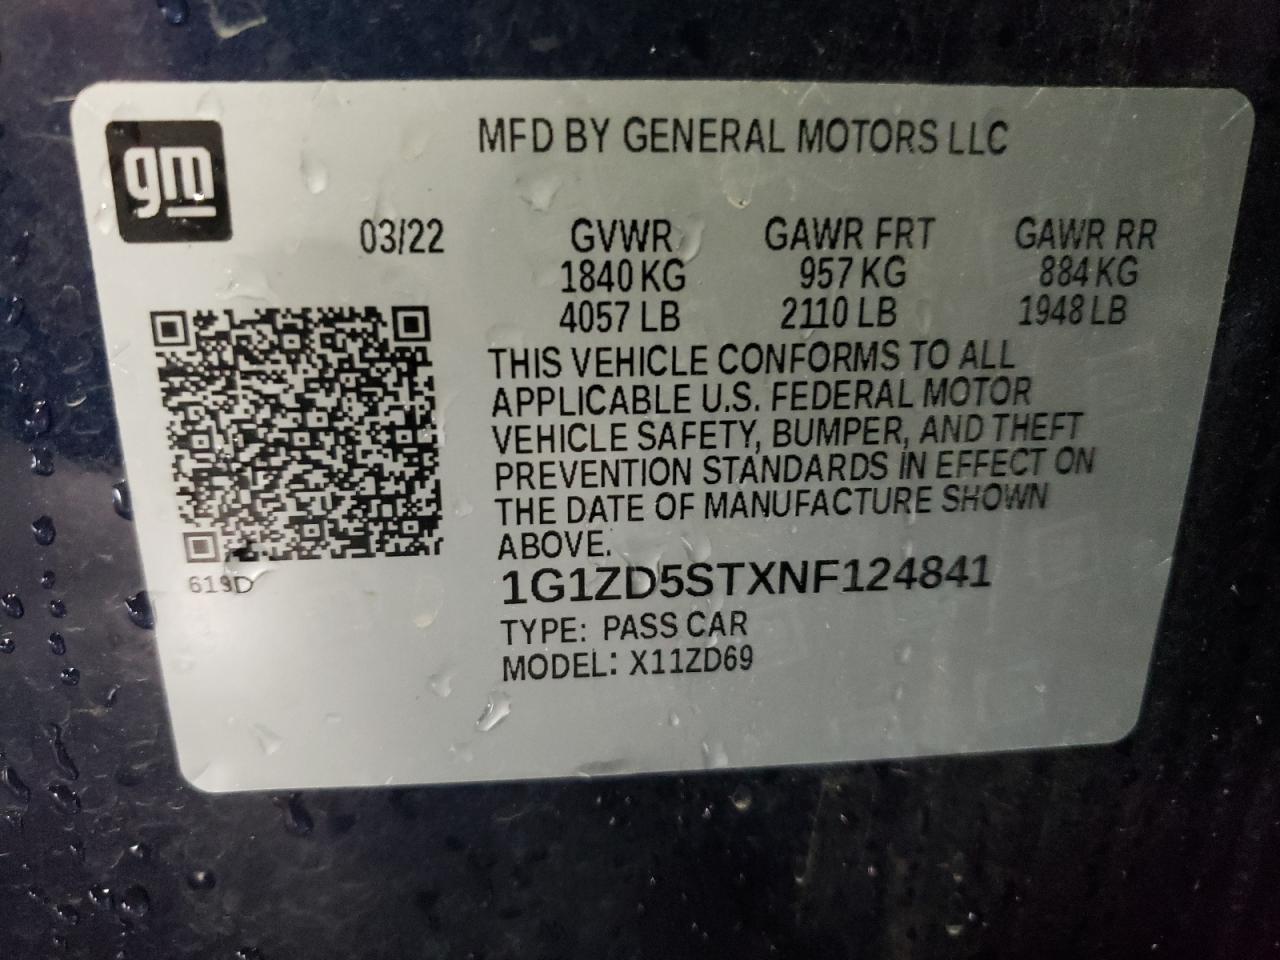 gm
MFD BY GENERAL MOTORS LLC
03/22 GVWR GAWR FRT GAWR RR
1840 KG 957 KG 884 KG
4057 LB 2110 LB 1948 LB
THIS VEHICLE CONFORMS TO ALL
APPLICABLE U.S. FEDERAL MOTOR
VEHICLE SAFETY, BUMPER, AND THEFT
PREVENTION STANDARDS IN EFFECT ON
THE DATE OF MANUFACTURE SHOWN
ABOVE.
619D
1G1ZD5STXNF124841
TYPE: PASS CAR
MODEL: X11ZD69